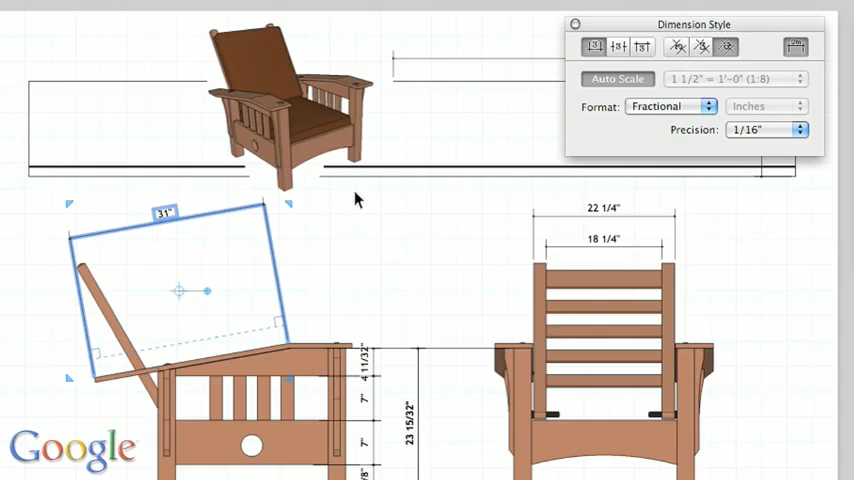 Dimension Style
Auto Scale
1 1/2" = 1'-0" (1:8)
Format:
Fractional
Inches
Precision:
1/16"
31"
22 1/4"
18 1/4"
4 11/32"
7"
7"
23 15/32"
/8"
Google